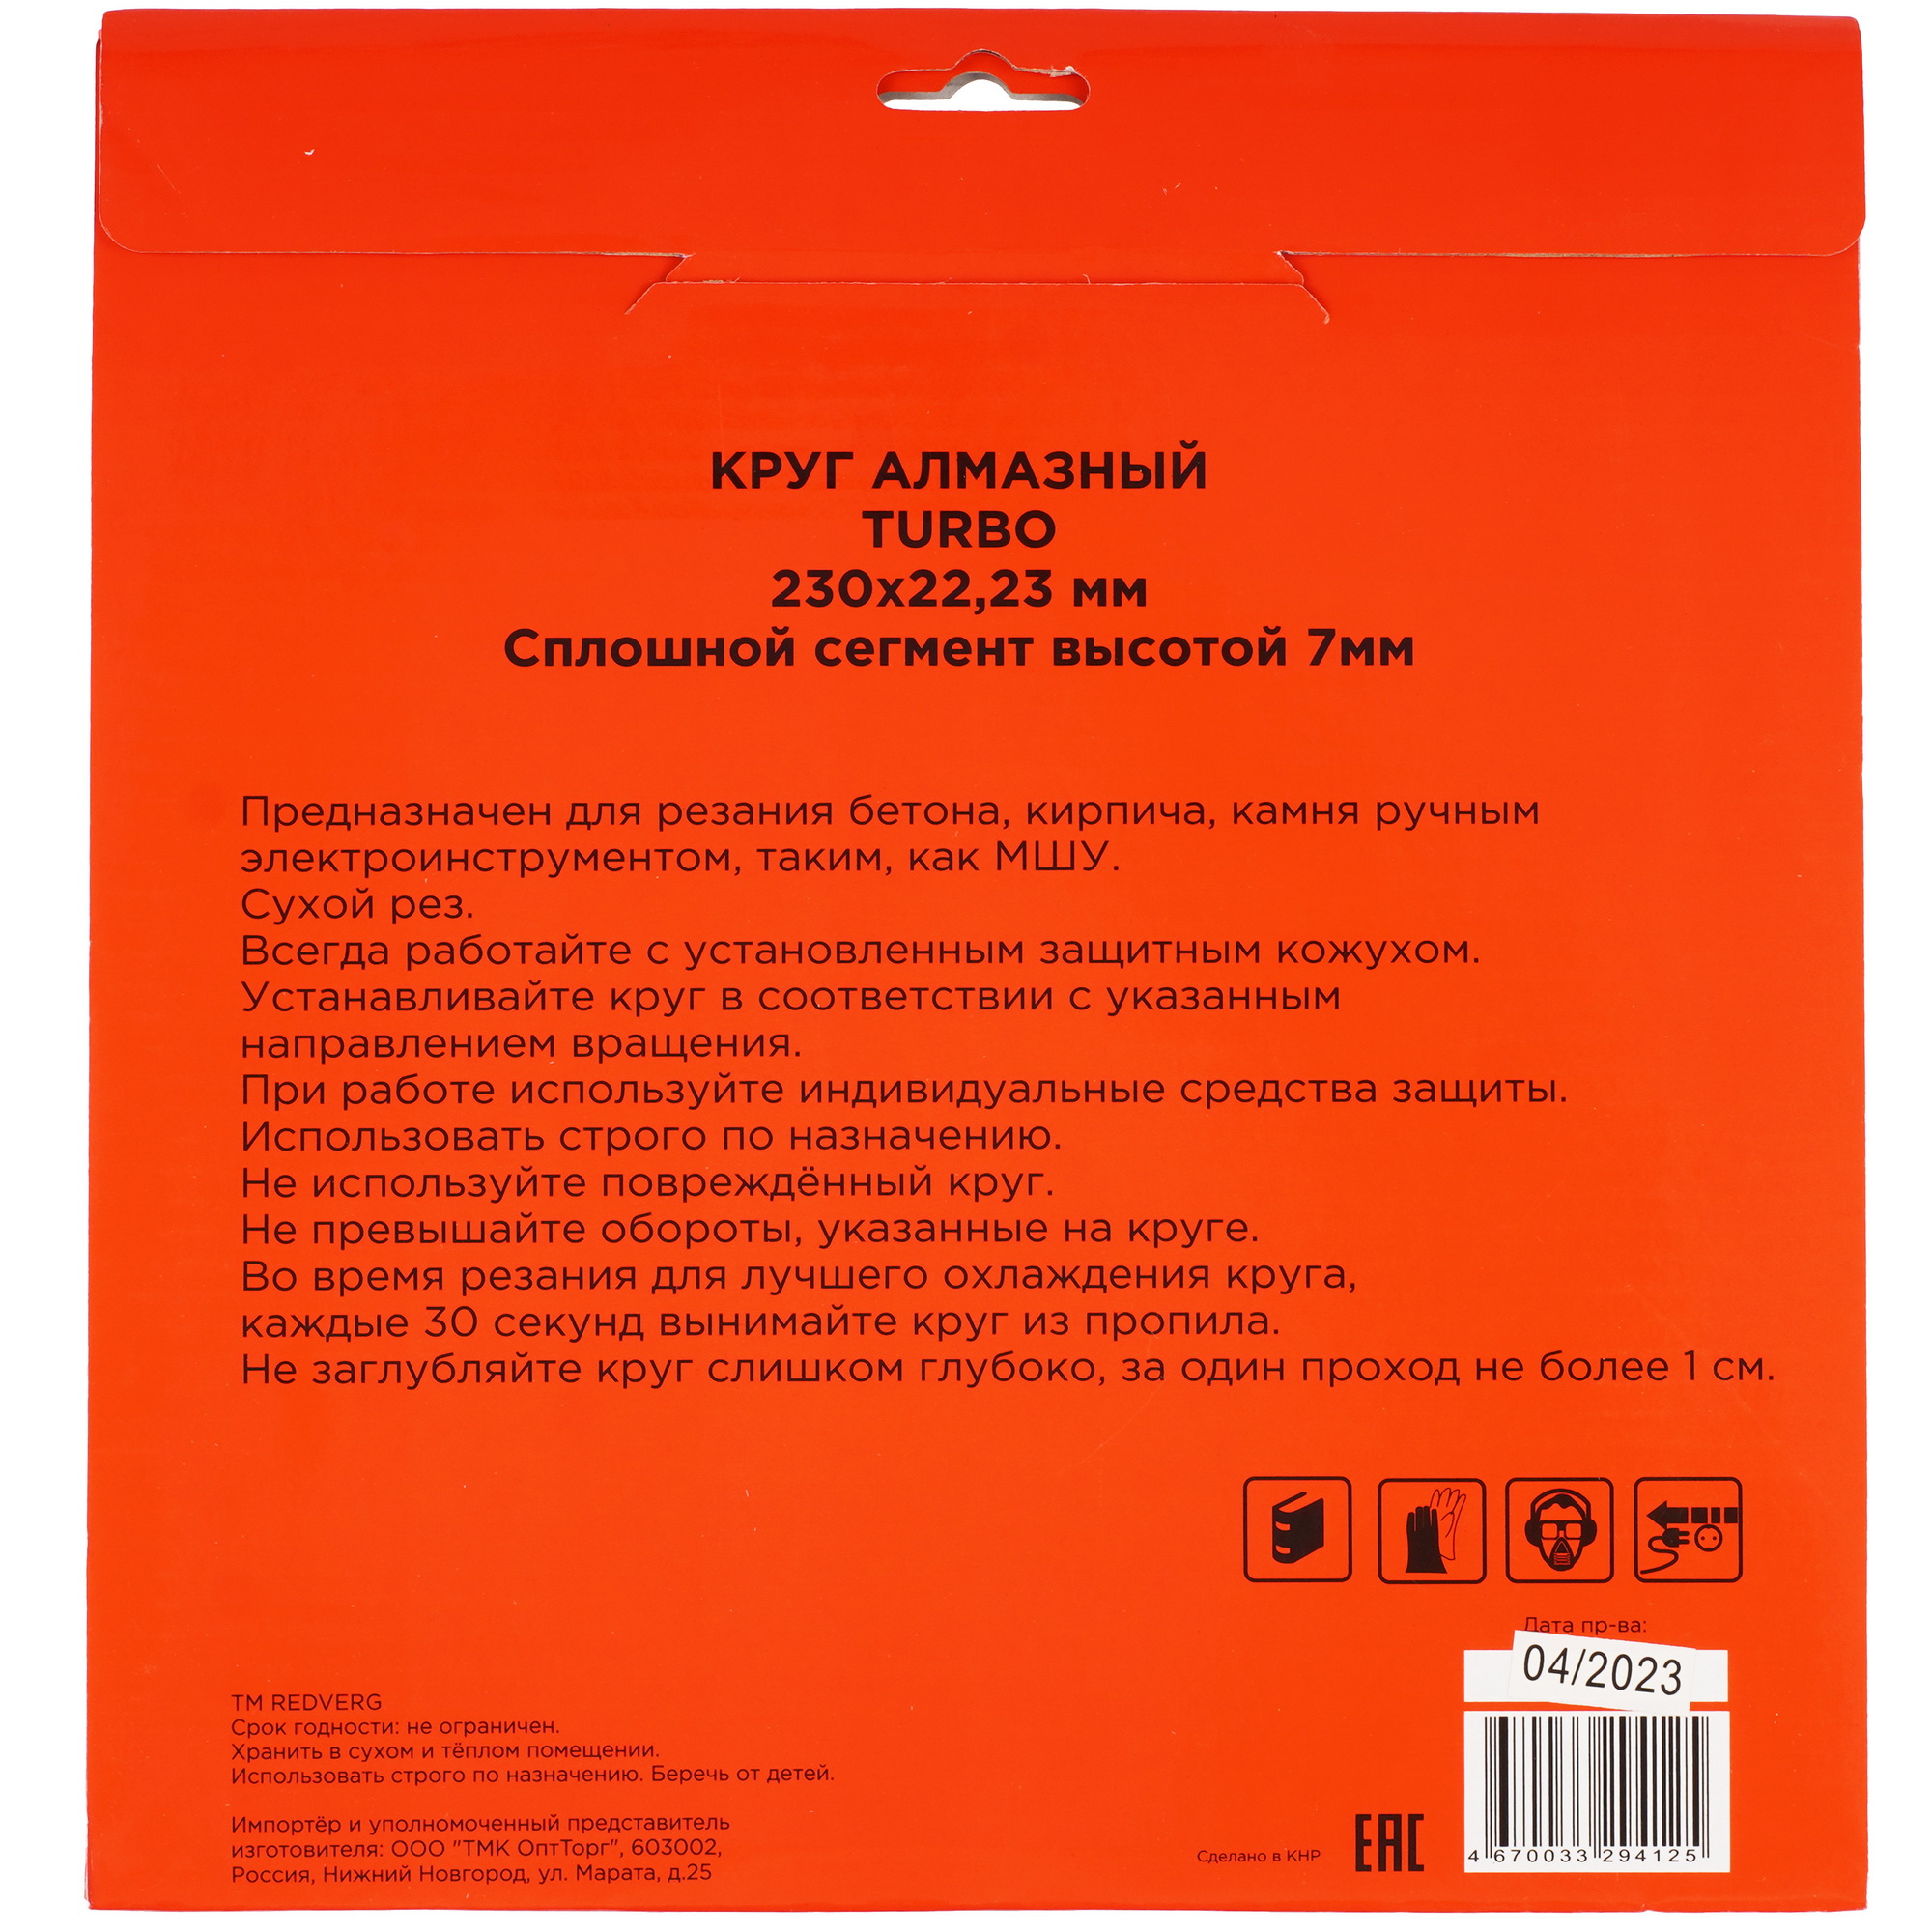 КРУГ АЛМАЗНЫЙ
TURBO
230х22,23 мм
Сплошной сегмент высотой 7мм
Предназначен для резания бетона, кирпича, камня ручным
электроинструментом, таким, как МШУ.
Сухой рез.
Всегда работайте с установленным защитным кожухом.
Устанавливайте круг в соответствии с указанным
направлением вращения.
При работе используйте индивидуальные средства защиты.
Использовать строго по назначению.
Не используйте повреждённый круг.
Не превышайте обороты, указанные на круге.
Во время резания для лучшего охлаждения круга,
каждые 30 секунд вынимайте круг из пропила.
Не заглубляйте круг слишком глубоко, за один проход не более 1 см.
Дата пр-ва:
04/2023
ТМ REDVERG
Срок годности: не ограничен.
Хранить в сухом и тёплом помещении.
Использовать строго по назначению. Беречь от детей.
Импортёр и уполномоченный представитель
изготовителя: ООО "ТМК ОптТорг", 603002,
Россия, Нижний Новгород, ул. Марата, д.25
Сделано в КНР
ЕАС
4 670033 294125